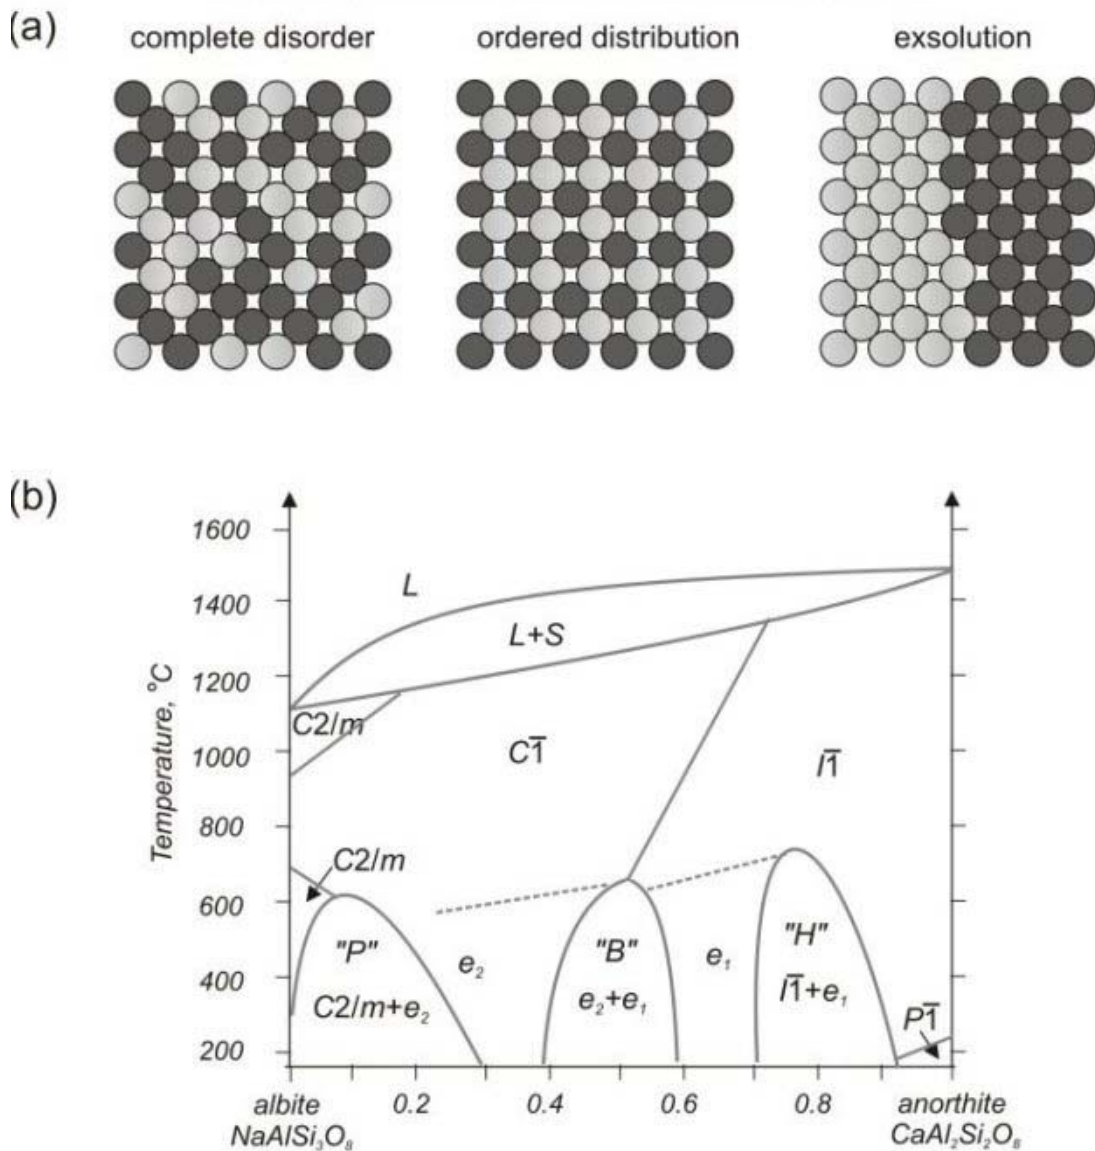 (a)
complete disorder ordered distribution exsolution
(b)
Temperature, °C
1600
1400
1200
1000
800
600
400
200
L
L+S
C2/m
C1̅
I1̅
C2/m
"P"
C2/m+e₂
e₂
"B"
e₂+e₁
e₁
"H"
I1̅+e₁
P1̅
albite 0.2 0.4 0.6 0.8 anorthite
NaAlSi₃O₈ CaAl₂Si₂O₈